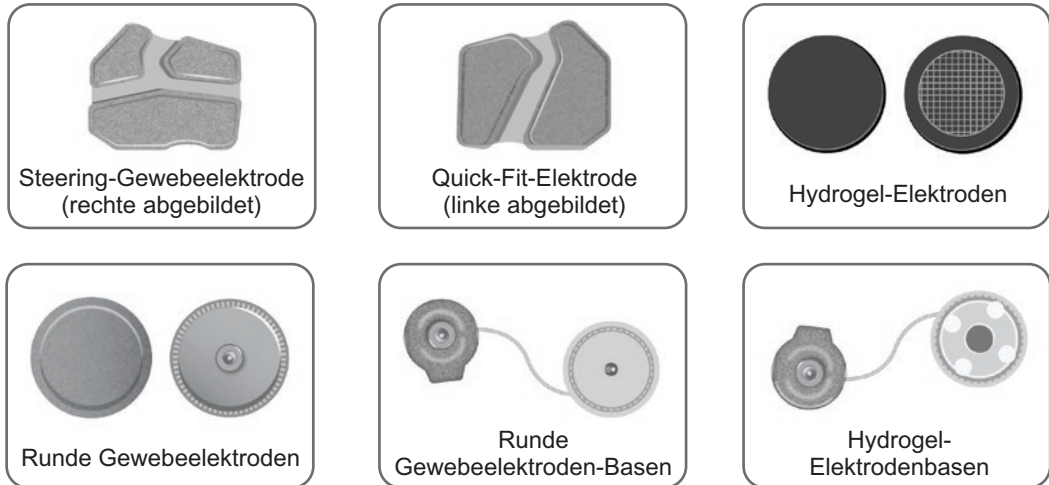 Steering-Gewebeelektrode
(rechte abgebildet)
Quick-Fit-Elektrode
(linke abgebildet)
Hydrogel-Elektroden
Runde Gewebeelektroden
Runde
Gewebeelektroden-Basen
Hydrogel-
Elektrodenbasen